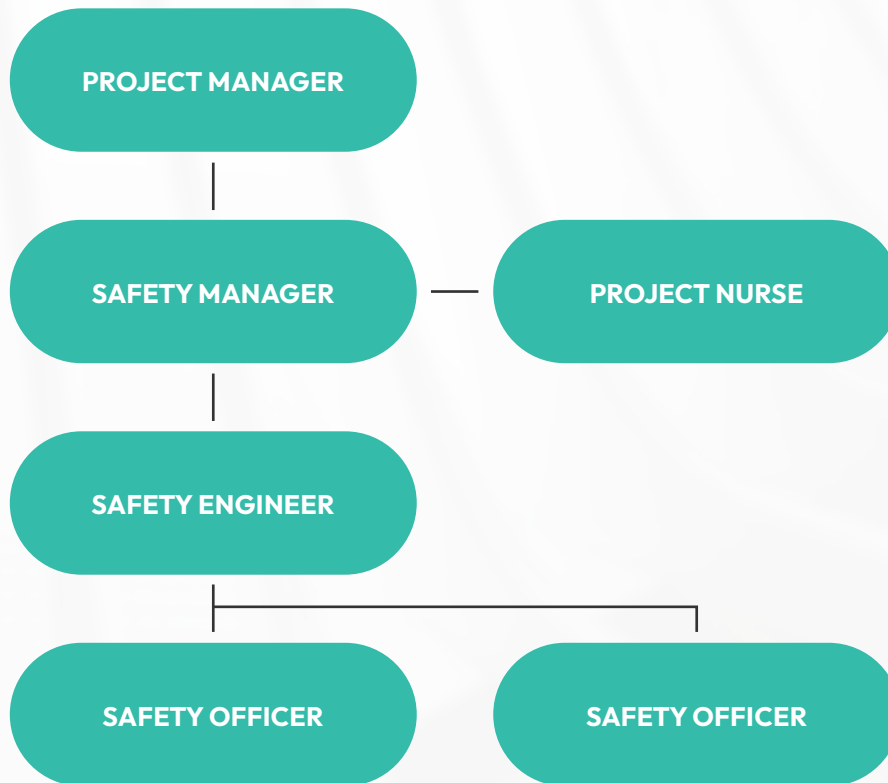 PROJECT MANAGER
SAFETY MANAGER
PROJECT NURSE
SAFETY ENGINEER
SAFETY OFFICER
SAFETY OFFICER